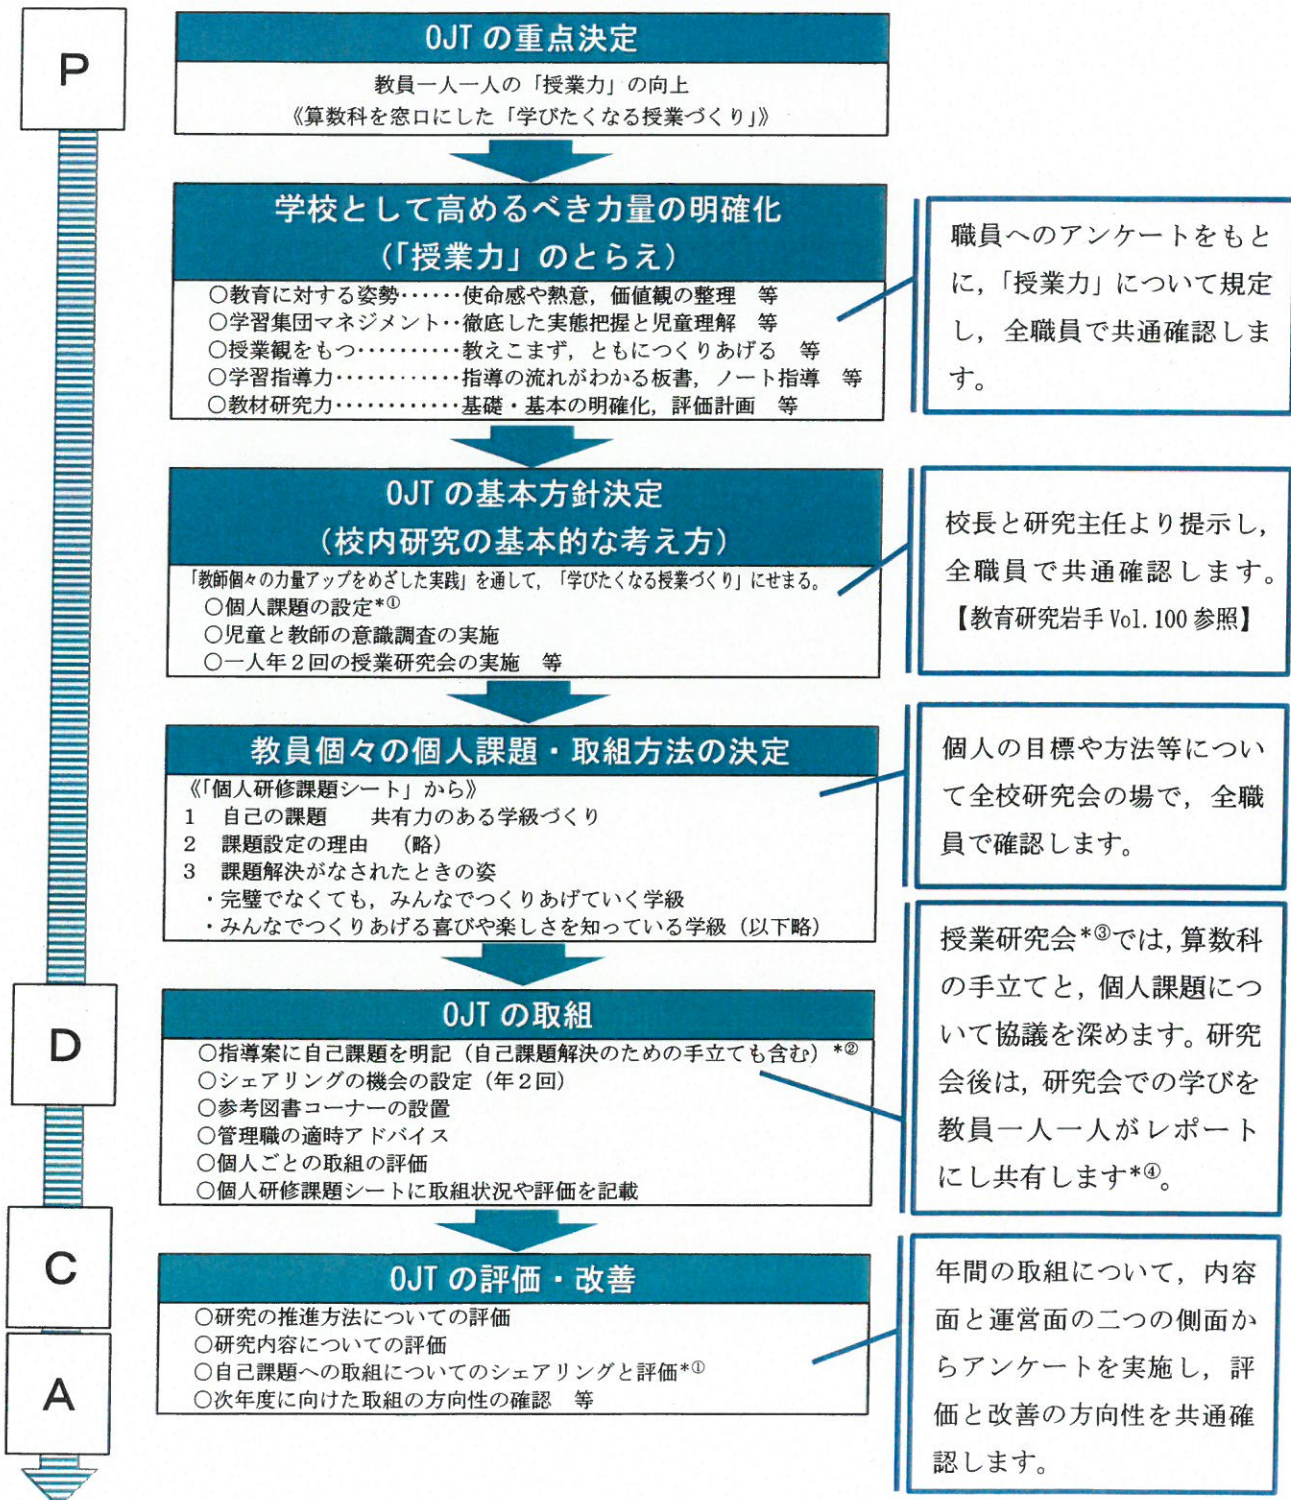 P
OJT の重点決定
教員一人一人の「授業力」の向上
《算数科を窓口にした「学びたくなる授業づくり」》
学校として高めるべき力量の明確化
（「授業力」のとらえ）
○教育に対する姿勢‥‥‥使命感や熱意，価値観の整理　等
○学習集団マネジメント‥徹底した実態把握と児童理解　等
○授業観をもつ‥‥‥‥‥教えこまず，ともにつくりあげる　等
○学習指導力‥‥‥‥‥‥指導の流れがわかる板書，ノート指導　等
○教材研究力‥‥‥‥‥‥基礎・基本の明確化，評価計画　等
職員へのアンケートをもと
に，「授業力」について規定
し，全職員で共通確認しま
す。
OJT の基本方針決定
（校内研究の基本的な考え方）
「教師個々の力量アップをめざした実践」を通して，「学びたくなる授業づくり」にせまる。
○個人課題の設定*①
○児童と教師の意識調査の実施
○一人年２回の授業研究会の実施　等
校長と研究主任より提示し，
全職員で共通確認します。
【教育研究岩手 Vol.100 参照】
教員個々の個人課題・取組方法の決定
《「個人研修課題シート」から》
1　自己の課題　　共有力のある学級づくり
2　課題設定の理由　（略）
3　課題解決がなされたときの姿
・完璧でなくても，みんなでつくりあげていく学級
・みんなでつくりあげる喜びや楽しさを知っている学級（以下略）
個人の目標や方法等につい
て全校研究会の場で，全職
員で確認します。
D
OJT の取組
○指導案に自己課題を明記（自己課題解決のための手立ても含む）*②
○シェアリングの機会の設定（年２回）
○参考図書コーナーの設置
○管理職の適時アドバイス
○個人ごとの取組の評価
○個人研修課題シートに取組状況や評価を記載
授業研究会*③では，算数科
の手立てと，個人課題につ
いて協議を深めます。研究
会後は，研究会での学びを
教員一人一人がレポート
にし共有します*④。
C
A
OJT の評価・改善
○研究の推進方法についての評価
○研究内容についての評価
○自己課題への取組についてのシェアリングと評価*①
○次年度に向けた取組の方向性の確認　等
年間の取組について，内容
面と運営面の二つの側面か
らアンケートを実施し，評
価と改善の方向性を共通確
認します。